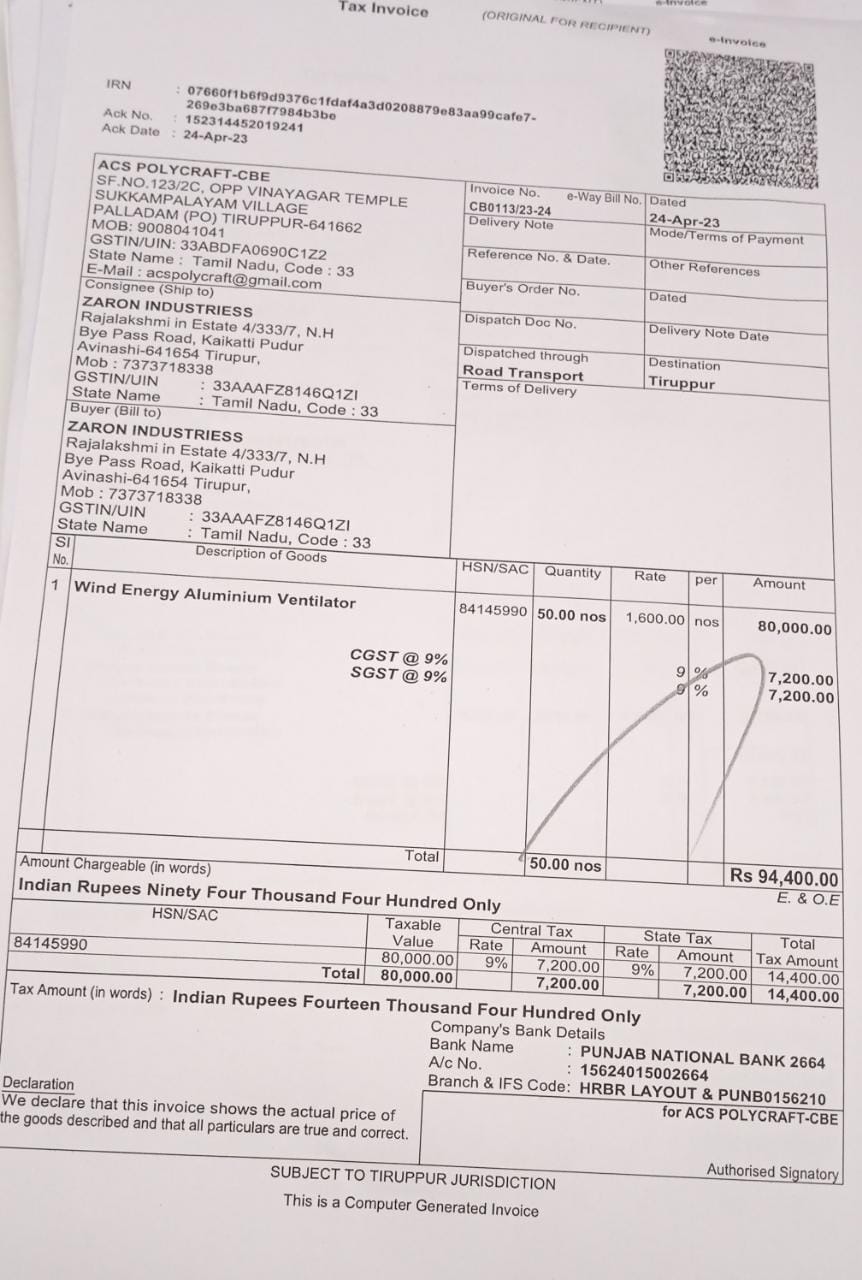 e-Invoice
Tax Invoice
(ORIGINAL FOR RECIPIENT)
e-Invoice
IRN : 07660f1b6f9d9376c1fdaf4a3d0208879e83aa99cafe7-
269e3ba687f7984b3be
Ack No. : 152314452019241
Ack Date : 24-Apr-23
ACS POLYCRAFT-CBE
SF.NO.123/2C, OPP VINAYAGAR TEMPLE
SUKKAMPALAYAM VILLAGE
PALLADAM (PO) TIRUPPUR-641662
MOB: 9008041041
GSTIN/UIN: 33ABDFA0690C1Z2
State Name : Tamil Nadu, Code : 33
E-Mail : acspolycraft@gmail.com
Invoice No. e-Way Bill No. Dated
CB0113/23-24 24-Apr-23
Delivery Note Mode/Terms of Payment
Reference No. & Date. Other References
Buyer's Order No. Dated
Dispatch Doc No. Delivery Note Date
Dispatched through Destination
Road Transport Tiruppur
Terms of Delivery
Consignee (Ship to)
ZARON INDUSTRIESS
Rajalakshmi in Estate 4/333/7, N.H
Bye Pass Road, Kaikatti Pudur
Avinashi-641654 Tirupur,
Mob : 7373718338
GSTIN/UIN : 33AAAFZ8146Q1ZI
State Name : Tamil Nadu, Code : 33
Buyer (Bill to)
ZARON INDUSTRIESS
Rajalakshmi in Estate 4/333/7, N.H
Bye Pass Road, Kaikatti Pudur
Avinashi-641654 Tirupur,
Mob : 7373718338
GSTIN/UIN : 33AAAFZ8146Q1ZI
State Name : Tamil Nadu, Code : 33
SI No. Description of Goods HSN/SAC Quantity Rate per Amount
1 Wind Energy Aluminium Ventilator 84145990 50.00 nos 1,600.00 nos 80,000.00
CGST @ 9% 9 % 7,200.00
SGST @ 9% 9 % 7,200.00
Total 50.00 nos Rs 94,400.00
Amount Chargeable (in words) E. & O.E
Indian Rupees Ninety Four Thousand Four Hundred Only
HSN/SAC Taxable Value Central Tax State Tax Total Tax Amount
Rate Amount Rate Amount
84145990 80,000.00 9% 7,200.00 9% 7,200.00 14,400.00
Total 80,000.00 7,200.00 7,200.00 14,400.00
Tax Amount (in words) : Indian Rupees Fourteen Thousand Four Hundred Only
Company's Bank Details
Bank Name : PUNJAB NATIONAL BANK 2664
A/c No. : 15624015002664
Branch & IFS Code: HRBR LAYOUT & PUNB0156210
Declaration
We declare that this invoice shows the actual price of
the goods described and that all particulars are true and correct.
for ACS POLYCRAFT-CBE
Authorised Signatory
SUBJECT TO TIRUPPUR JURISDICTION
This is a Computer Generated Invoice